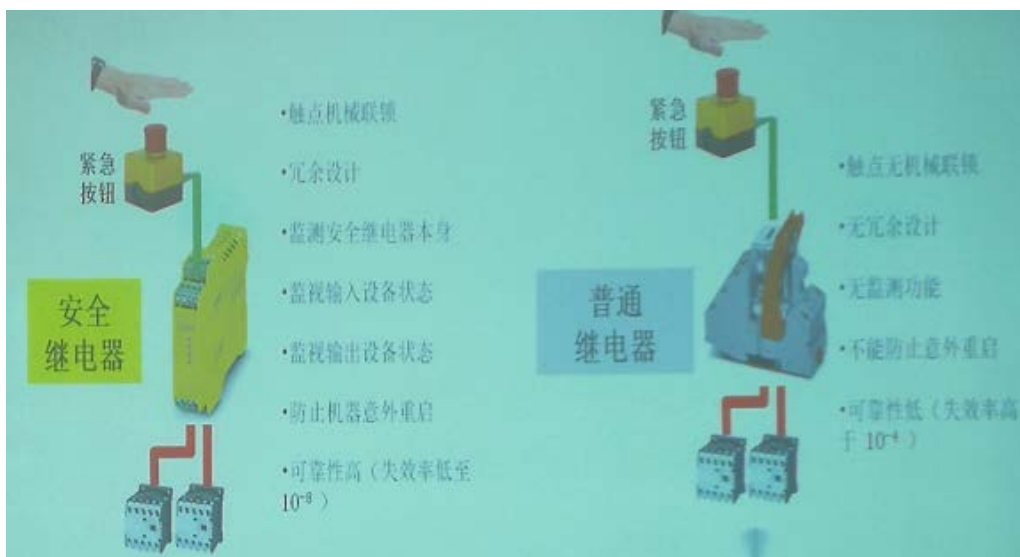 紧急
按钮
安全
继电器
•触点机械联锁
•冗余设计
•监测安全继电器本身
•监视输入设备状态
•监视输出设备状态
•防止机器意外重启
•可靠性高（失效率低至
10⁻⁸ ）
紧急
按钮
普通
继电器
•触点无机械联锁
•无冗余设计
•无监测功能
•不能防止意外重启
•可靠性低（失效率高
于 10⁻⁴ ）